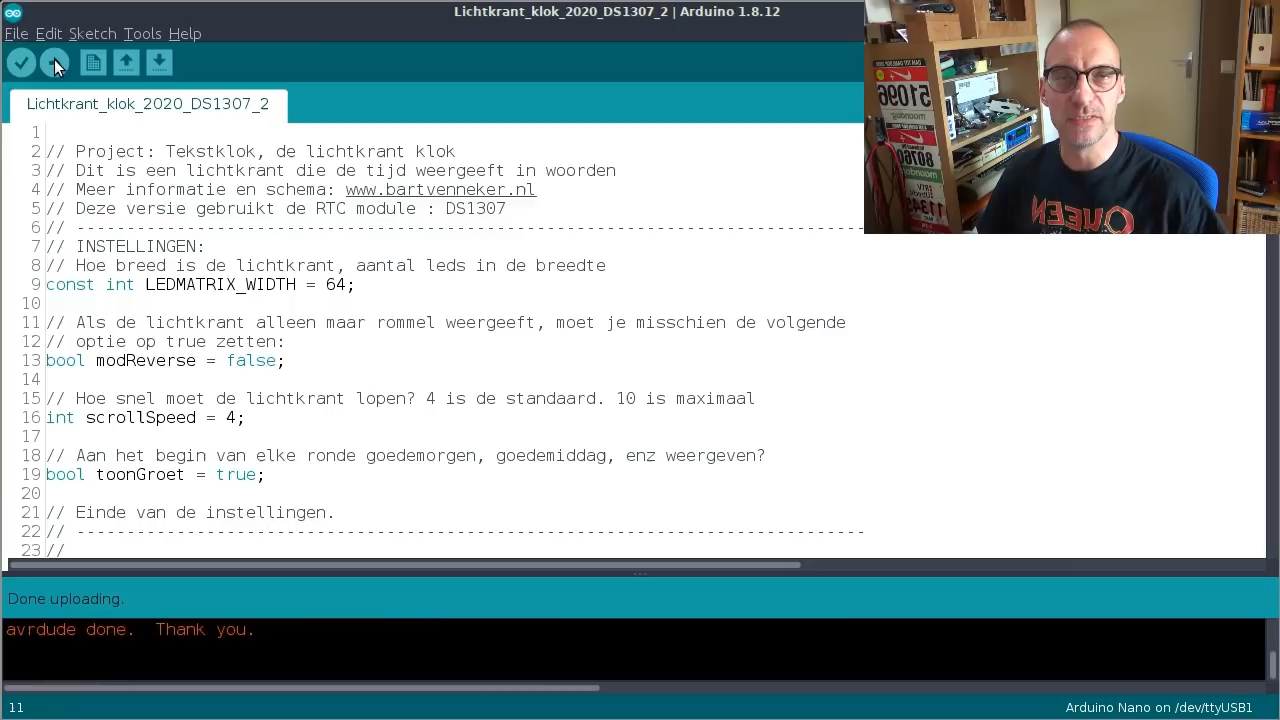 Lichtkrant_klok_2020_DS1307_2 | Arduino 1.8.12
File Edit Sketch Tools Help
Lichtkrant_klok_2020_DS1307_2
1
2 // Project: Tekstklok, de lichtkrant klok
3 // Dit is een lichtkrant die de tijd weergeeft in woorden
4 // Meer informatie en schema: www.bartvenneker.nl
5 // Deze versie gebruikt de RTC module : DS1307
6 // -------------------------------------------------------------------------------
7 // INSTELLINGEN:
8 // Hoe breed is de lichtkrant, aantal leds in de breedte
9 const int LEDMATRIX_WIDTH = 64;
10
11 // Als de lichtkrant alleen maar rommel weergeeft, moet je misschien de volgende
12 // optie op true zetten:
13 bool modReverse = false;
14
15 // Hoe snel moet de lichtkrant lopen? 4 is de standaard. 10 is maximaal
16 int scrollSpeed = 4;
17
18 // Aan het begin van elke ronde goedemorgen, goedemiddag, enz weergeven?
19 bool toonGroet = true;
20
21 // Einde van de instellingen.
22 // -------------------------------------------------------------------------------
23 //
Done uploading.
avrdude done.  Thank you.
11
Arduino Nano on /dev/ttyUSB1
51096
80760
QUEEN